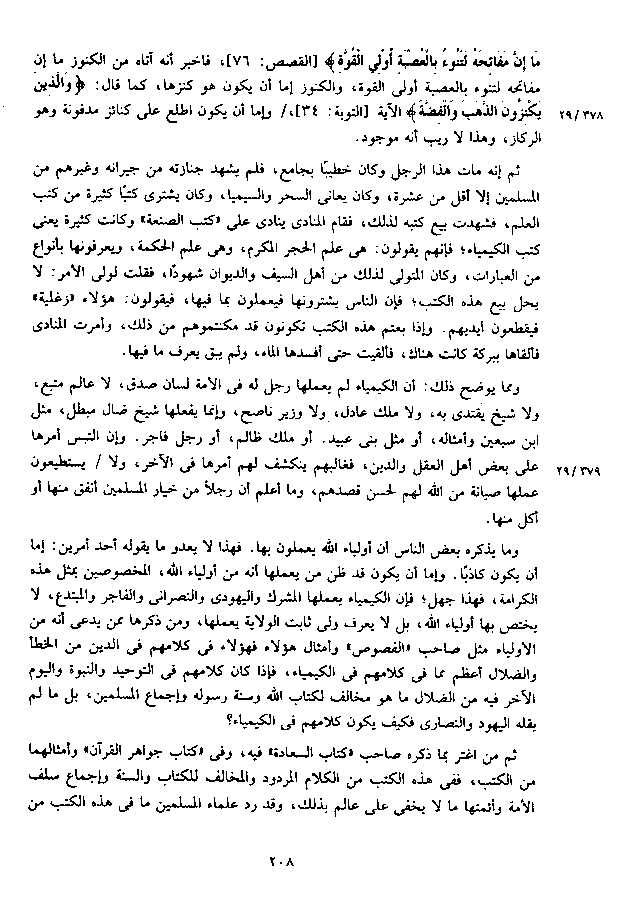 مَا إِنَّ مَفَاتِحَهُ لَتَنُوءُ بِالْعُصْبَةِ أُوْلِي الْقُوَّةِ﴾ [القصص: ٧٦]، فأخبر أنه آتاه من الكنوز ما إن
مفاتحه لتنوء بالعصبة أولى القوة، والكنوز إما أن يكون هو كنزها، كما قال: ﴿وَالَّذِينَ
يَكْنِزُونَ الذَّهَبَ وَالْفِضَّةَ﴾ الآية [التوبة: ٣٤]،/ وإما أن يكون اطلع على كنائز مدفونة وهو ٢٩/٣٧٨
الركاز، وهذا لا ريب أنه موجود.
ثم إنه مات هذا الرجل وكان خطيبًا بجامع، فلم يشهد جنازته من جيرانه وغيرهم من
المسلمين إلا أقل من عشرة، وكان يعانى السحر والسيميا، وكان يشترى كتبًا كثيرة من كتب
العلم، فشهدت بيع كتبه لذلك، فقام المنادى ينادى على «كتب الصنعة» وكانت كثيرة يعنى
كتب الكيمياء؛ فإنهم يقولون: هى علم الحجر المكرم، وهى علم الحكمة، ويعرفونها بأنواع
من العبارات، وكان المتولى لذلك من أهل السيف والديوان شهودًا، فقلت لولى الأمر: لا
يحل بيع هذه الكتب؛ فإن الناس يشترونها فيعملون بما فيها، فيقولون: هؤلاء «زغلية»
فيقطعون أيديهم. وإذا بعتم هذه الكتب تكونون قد مكنتموهم من ذلك، وأمرت المنادى
فألقاها ببركة كانت هناك، فألقيت حتى أفسدها الماء، ولم يبق يعرف ما فيها.
ومما يوضح ذلك: أن الكيمياء لم يعملها رجل له فى الأمة لسان صدق، لا عالم متبع،
ولا شيخ يقتدى به، ولا ملك عادل، ولا وزير ناصح، وإنما يفعلها شيخ ضال مبطل، مثل
ابن سبعين وأمثاله، أو مثل بنى عبيد. أو ملك ظالم، أو رجل فاجر. وإن التبس أمرها
على بعض أهل العقل والدين، فغالبهم ينكشف لهم أمرها فى الآخر، ولا / يستطيعون ٢٩/٣٧٩
عملها صيانة من الله لهم لحسن قصدهم، وما أعلم أن رجلاً من خيار المسلمين أنفق منها أو
أكل منها.
وما يذكره بعض الناس أن أولياء الله يعملون بها. فهذا لا يعدو ما يقوله أحد أمرين: إما
أن يكون كاذبًا. وإما أن يكون قد ظن من يعملها أنه من أولياء الله، المخصوصين بمثل هذه
الكرامة، فهذا جهل؛ فإن الكيمياء يعملها المشرك واليهودى والنصرانى والفاجر والمبتدع، لا
يختص بها أولياء الله، بل لا يعرف ولى ثابت الولاية يعملها، ومن ذكرها ممن يدعى أنه من
الأولياء مثل صاحب «الفصوص» وأمثال هؤلاء فهؤلاء فى كلامهم فى الدين من الخطأ
والضلال أعظم مما فى كلامهم فى الكيمياء، فإذا كان كلامهم فى التوحيد والنبوة واليوم
الآخر فيه من الضلال ما هو مخالف لكتاب الله وسنة رسوله وإجماع المسلمين، بل ما لم
يقله اليهود والنصارى فكيف يكون كلامهم فى الكيمياء؟
ثم من اغتر بما ذكره صاحب «كتاب السعادة» فيه، وفى «كتاب جواهر القرآن» وأمثالهما
من الكتب، ففى هذه الكتب من الكلام المردود والمخالف للكتاب والسنة وإجماع سلف
الأمة وأئمتها ما لا يخفى على عالم بذلك، وقد رد علماء المسلمين ما فى هذه الكتب من
٢٠٨